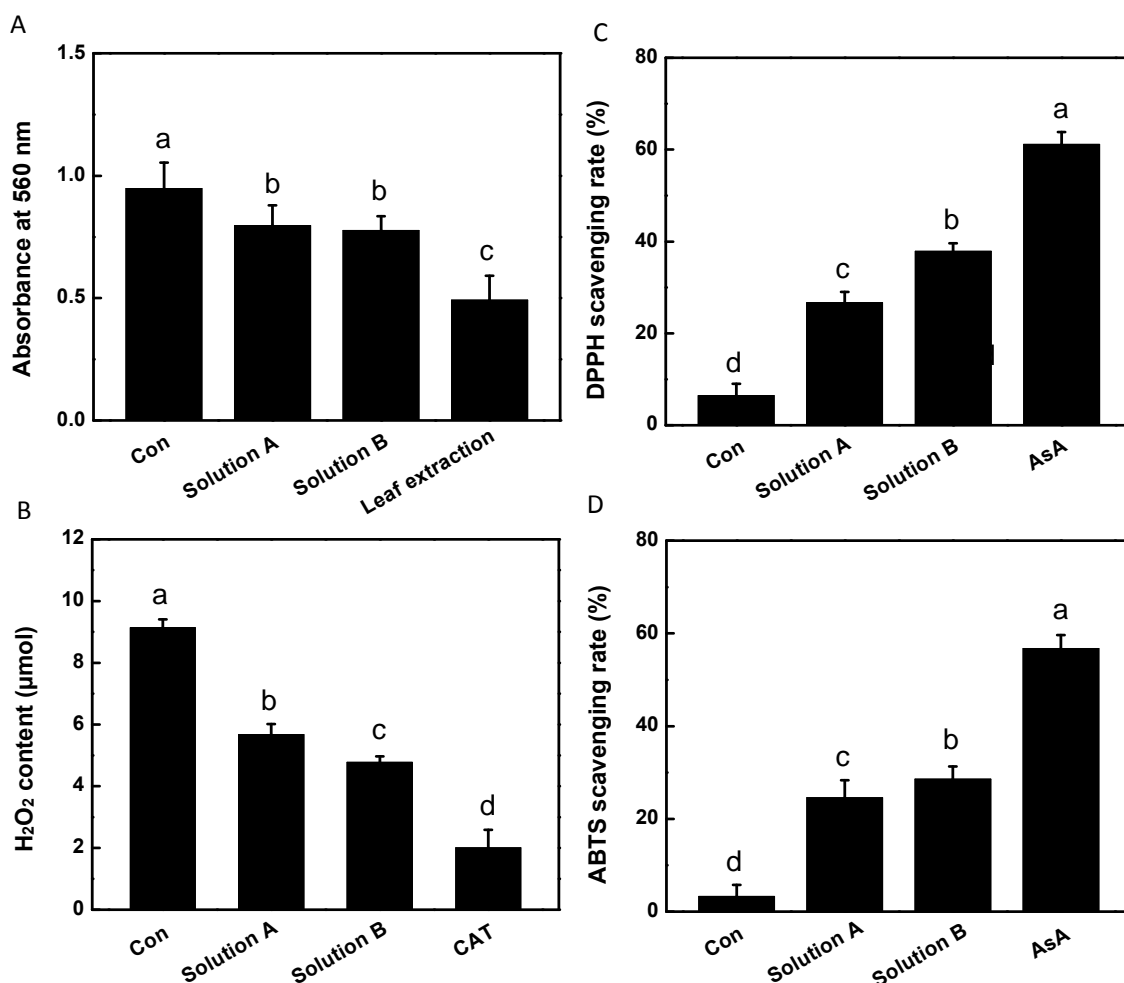 A
Absorbance at 560 nm
1.5
1.0
0.5
0.0
a
b
b
c
Con
Solution A
Solution B
Leaf extraction
B
H₂O₂ content (μmol)
12
10
8
6
4
2
0
a
b
c
d
Con
Solution A
Solution B
CAT
C
DPPH scavenging rate (%)
80
60
40
20
0
d
c
b
a
Con
Solution A
Solution B
AsA
D
ABTS scavenging rate (%)
80
60
40
20
0
d
c
b
a
Con
Solution A
Solution B
AsA